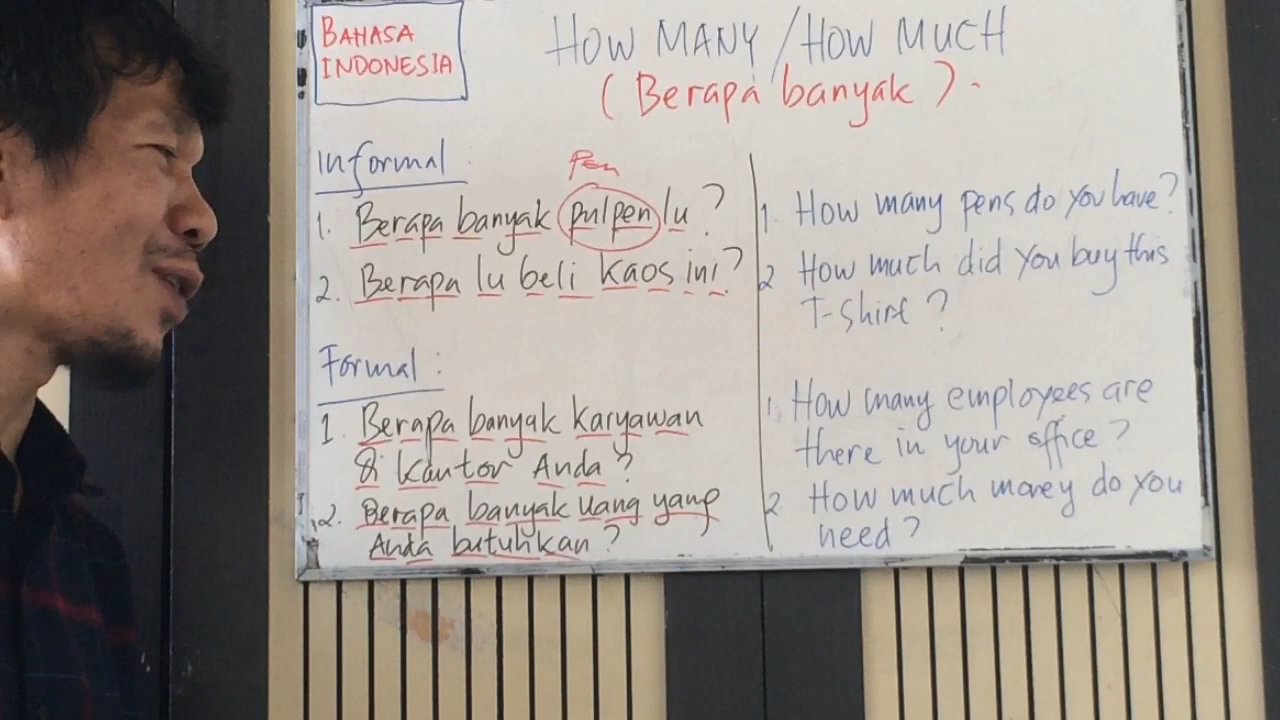 BAHASA
INDONESIA
HOW MANY / HOW MUCH
(Berapa banyak).
Informal
Pen
1. Berapa banyak pulpen lu?
2. Berapa lu beli kaos ini?
Formal:
1. Berapa banyak karyawan
di kantor Anda?
2. Berapa banyak uang yang
Anda butuhkan?
1. How many pens do you have?
2 How much did you buy this
T-shirt?
1. How many employees are
there in your office?
2. How much money do you
need?